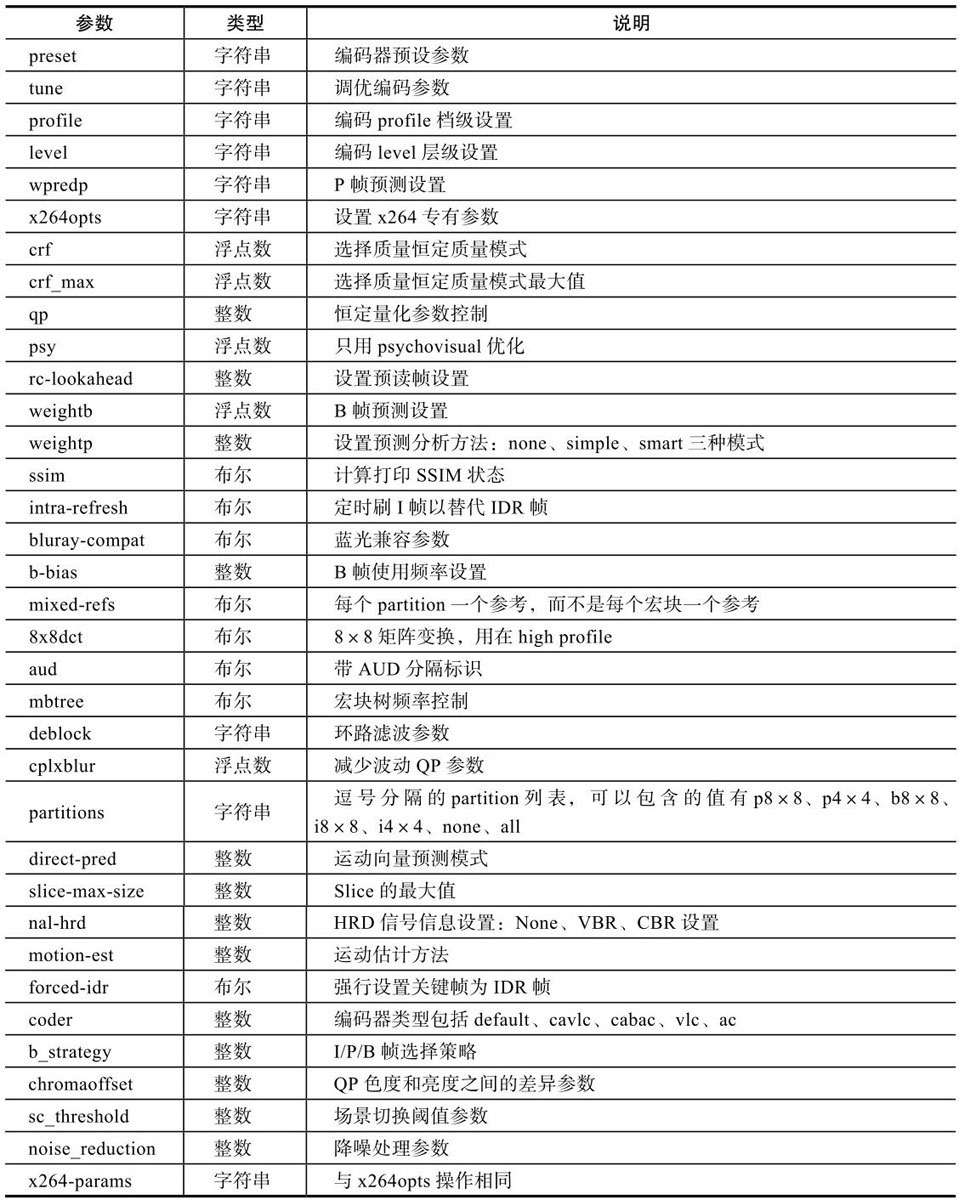 参数 类型 说明
preset 字符串 编码器预设参数
tune 字符串 调优编码参数
profile 字符串 编码 profile 档级设置
level 字符串 编码 level 层级设置
wpredp 字符串 P 帧预测设置
x264opts 字符串 设置 x264 专有参数
crf 浮点数 选择质量恒定质量模式
crf_max 浮点数 选择质量恒定质量模式最大值
qp 整数 恒定量化参数控制
psy 浮点数 只用 psychovisual 优化
rc-lookahead 整数 设置预读帧设置
weightb 浮点数 B 帧预测设置
weightp 整数 设置预测分析方法：none、simple、smart 三种模式
ssim 布尔 计算打印 SSIM 状态
intra-refresh 布尔 定时刷 I 帧以替代 IDR 帧
bluray-compat 布尔 蓝光兼容参数
b-bias 整数 B 帧使用频率设置
mixed-refs 布尔 每个 partition 一个参考，而不是每个宏块一个参考
8x8dct 布尔 8×8 矩阵变换，用在 high profile
aud 布尔 带 AUD 分隔标识
mbtree 布尔 宏块树频率控制
deblock 字符串 环路滤波参数
cplxblur 浮点数 减少波动 QP 参数
partitions 字符串 逗号分隔的 partition 列表，可以包含的值有 p8×8、p4×4、b8×8、
i8×8、i4×4、none、all
direct-pred 整数 运动向量预测模式
slice-max-size 整数 Slice 的最大值
nal-hrd 整数 HRD 信号信息设置：None、VBR、CBR 设置
motion-est 整数 运动估计方法
forced-idr 布尔 强行设置关键帧为 IDR 帧
coder 整数 编码器类型包括 default、cavlc、cabac、vlc、ac
b_strategy 整数 I/P/B 帧选择策略
chromaoffset 整数 QP 色度和亮度之间的差异参数
sc_threshold 整数 场景切换阈值参数
noise_reduction 整数 降噪处理参数
x264-params 字符串 与 x264opts 操作相同